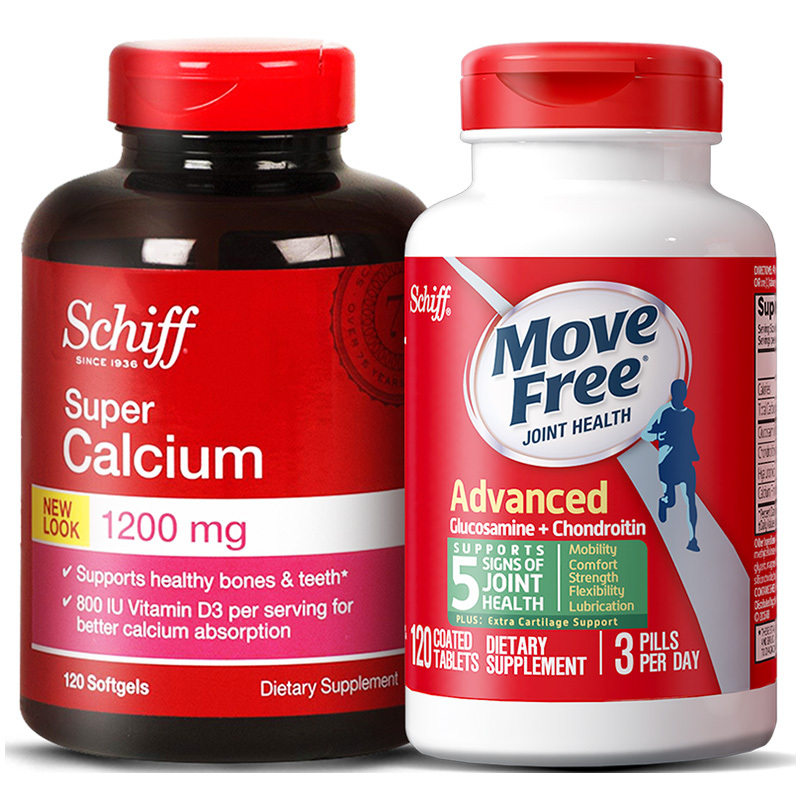 Schiff®
SINCE 1936
Super
Calcium
NEW
LOOK
1200 mg
✓ Supports healthy bones & teeth*
✓ 800 IU Vitamin D3 per serving for
better calcium absorption
120 Softgels
Dietary Supplement
Schiff®
Move
Free®
JOINT HEALTH
Advanced
Glucosamine + Chondroitin
SUPPORTS
5 SIGNS OF
JOINT
HEALTH
Mobility
Comfort
Strength
Flexibility
Lubrication
PLUS: Extra Cartilage Support
120 COATED
TABLETS
DIETARY
SUPPLEMENT
3 PILLS
PER DAY
Calories